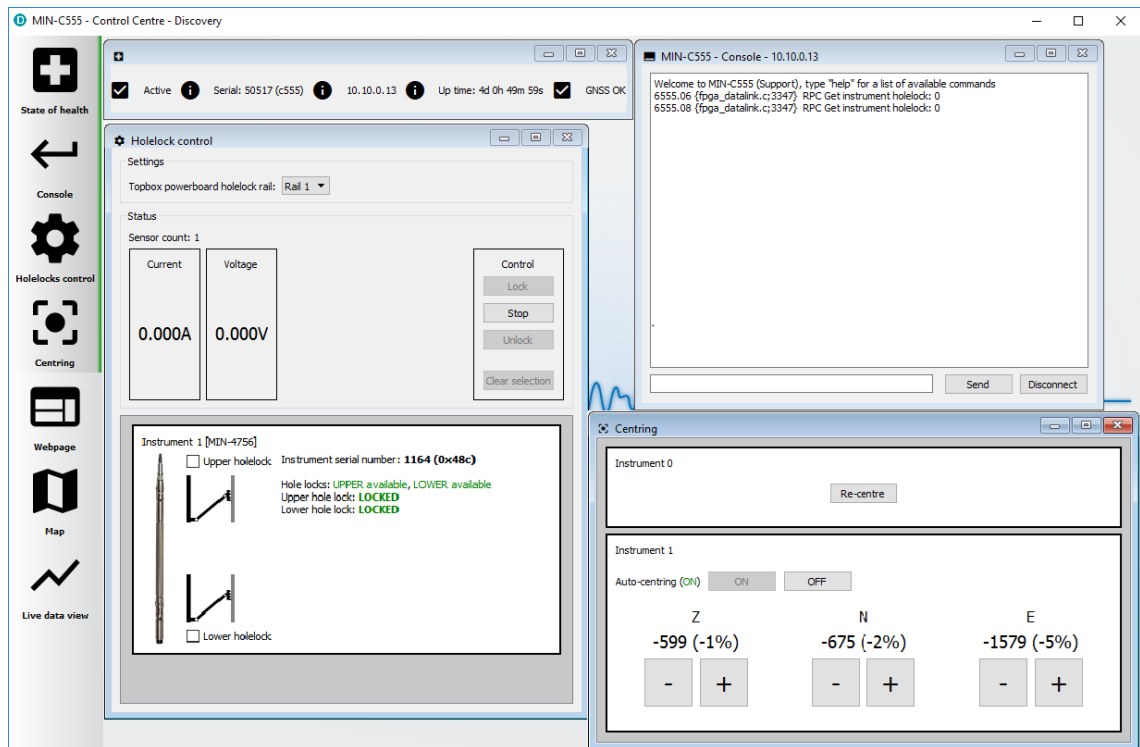 MIN-C555 - Control Centre - Discovery
State of health
Console
Holelocks control
Centring
Webpage
Map
Live data view
Active
Serial: 50517 (c555)
10.10.0.13
Up time: 4d 0h 49m 59s
GNSS OK
Holelock control
Settings
Topbox powerboard holelock rail: Rail 1
Status
Sensor count: 1
Current
Voltage
0.000A
0.000V
Control
Lock
Stop
Unlock
Clear selection
Instrument 1 [MIN-4756]
Upper holelock
Instrument serial number: 1164 (0x48c)
Hole locks: UPPER available, LOWER available
Upper hole lock: LOCKED
Lower hole lock: LOCKED
Lower holelock
MIN-C555 - Console - 10.10.0.13
Welcome to MIN-C555 (Support), type "help" for a list of available commands
6555.06 {fpga_datalink.c;3347} RPC Get instrument holelock: 0
6555.08 {fpga_datalink.c;3347} RPC Get instrument holelock: 0
.
Send
Disconnect
Centring
Instrument 0
Re-centre
Instrument 1
Auto-centring (ON) ON OFF
Z N E
-599 (-1%) -675 (-2%) -1579 (-5%)
- + - + - +